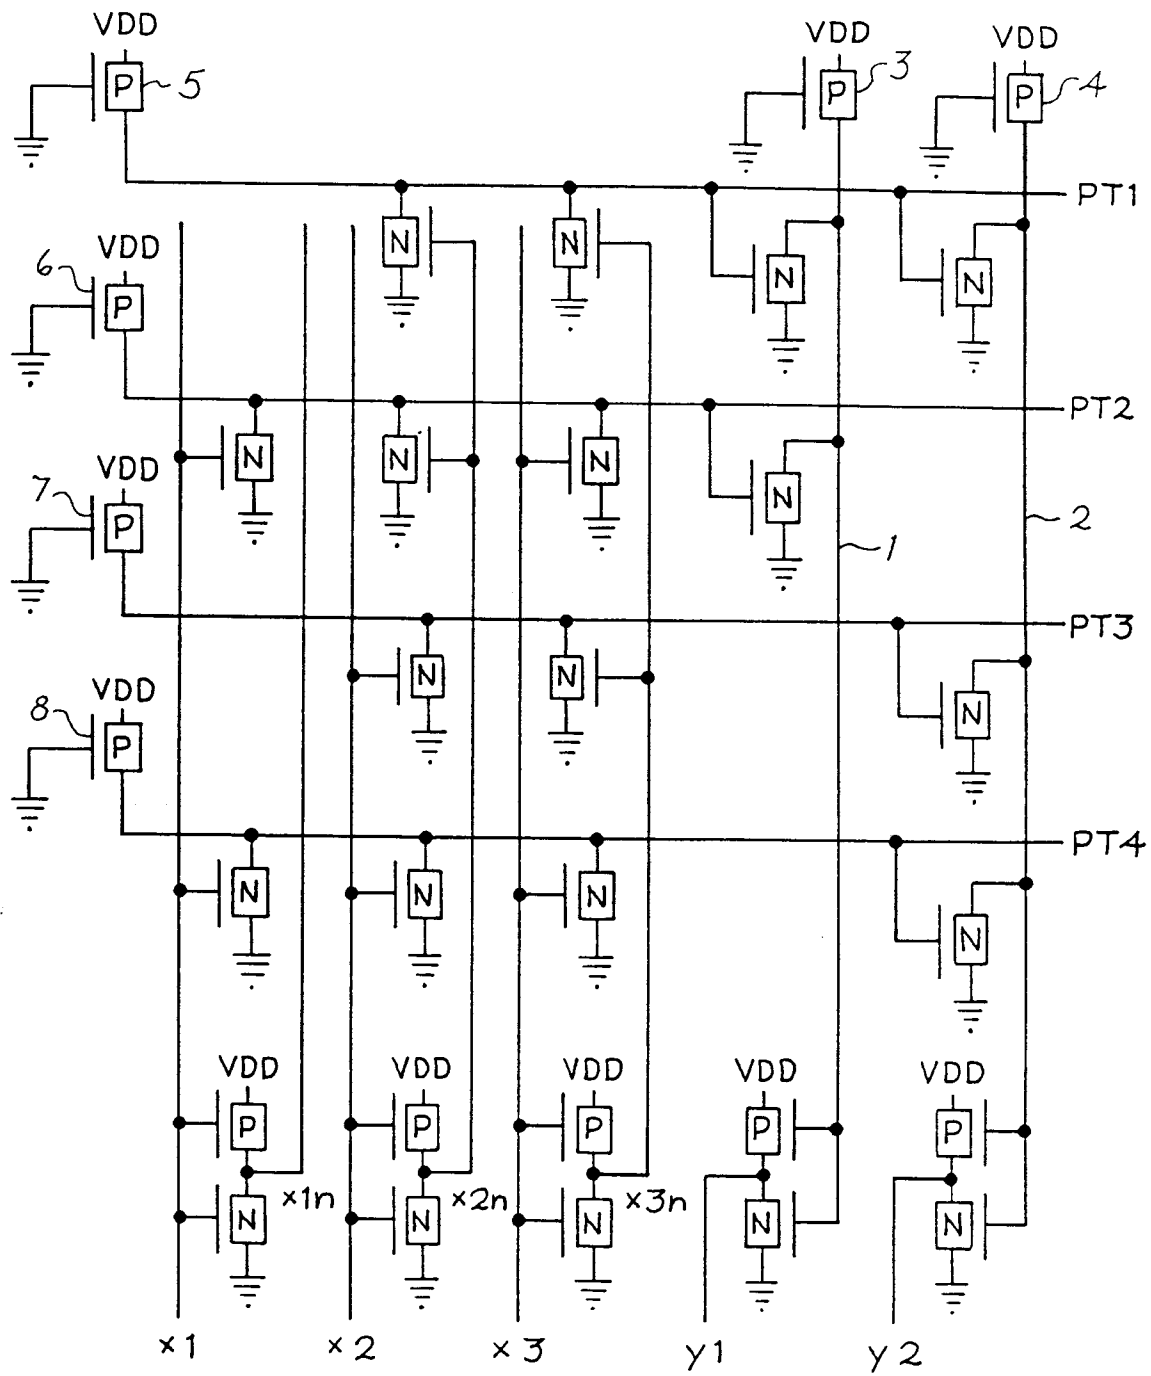 VDD VDD VDD
P 5 P 3 P 4
PT1
N N N N
VDD
6 P
PT2
N N N N
VDD
7 P
1 2
PT3
N N N
VDD
8 P
PT4
N N N N
VDD VDD VDD VDD VDD
P P P P P
x1n x2n x3n
N N N N N
x1 x2 x3 y1 y2